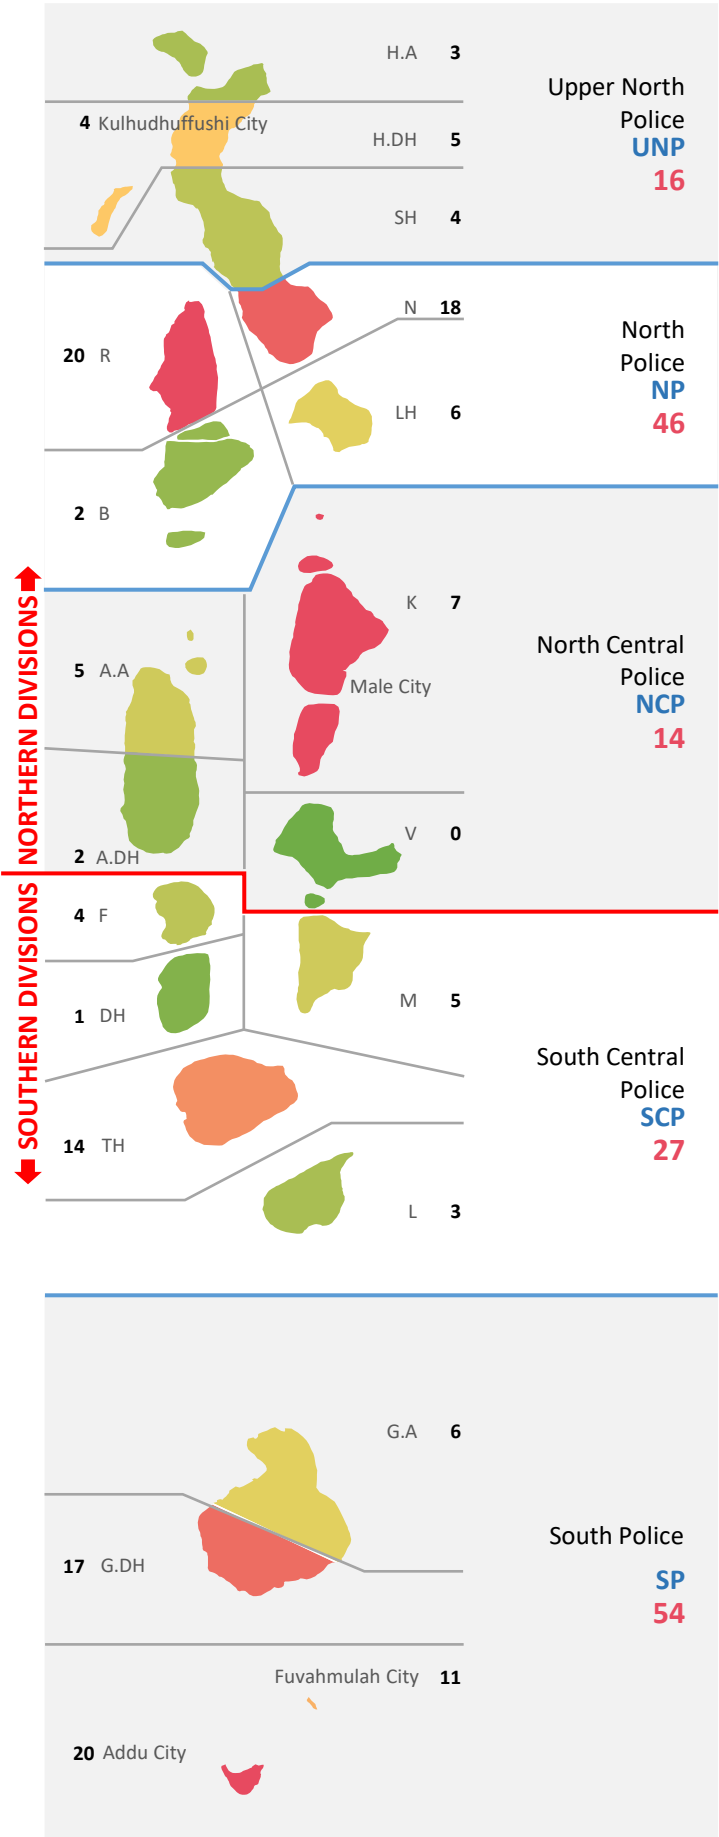 H.A 3
Upper North
Police
UNP
16
4 Kulhudhuffushi City
H.DH 5
SH 4
N 18
20 R
North
Police
NP
46
LH 6
2 B
K 7
Male City
North Central
Police
NCP
14
5 A.A
2 A.DH
V 0
NORTHERN DIVISIONS
SOUTHERN DIVISIONS
4 F
1 DH
M 5
South Central
Police
SCP
27
14 TH
L 3
G.A 6
17 G.DH
South Police
SP
54
Fuvahmulah City 11
20 Addu City